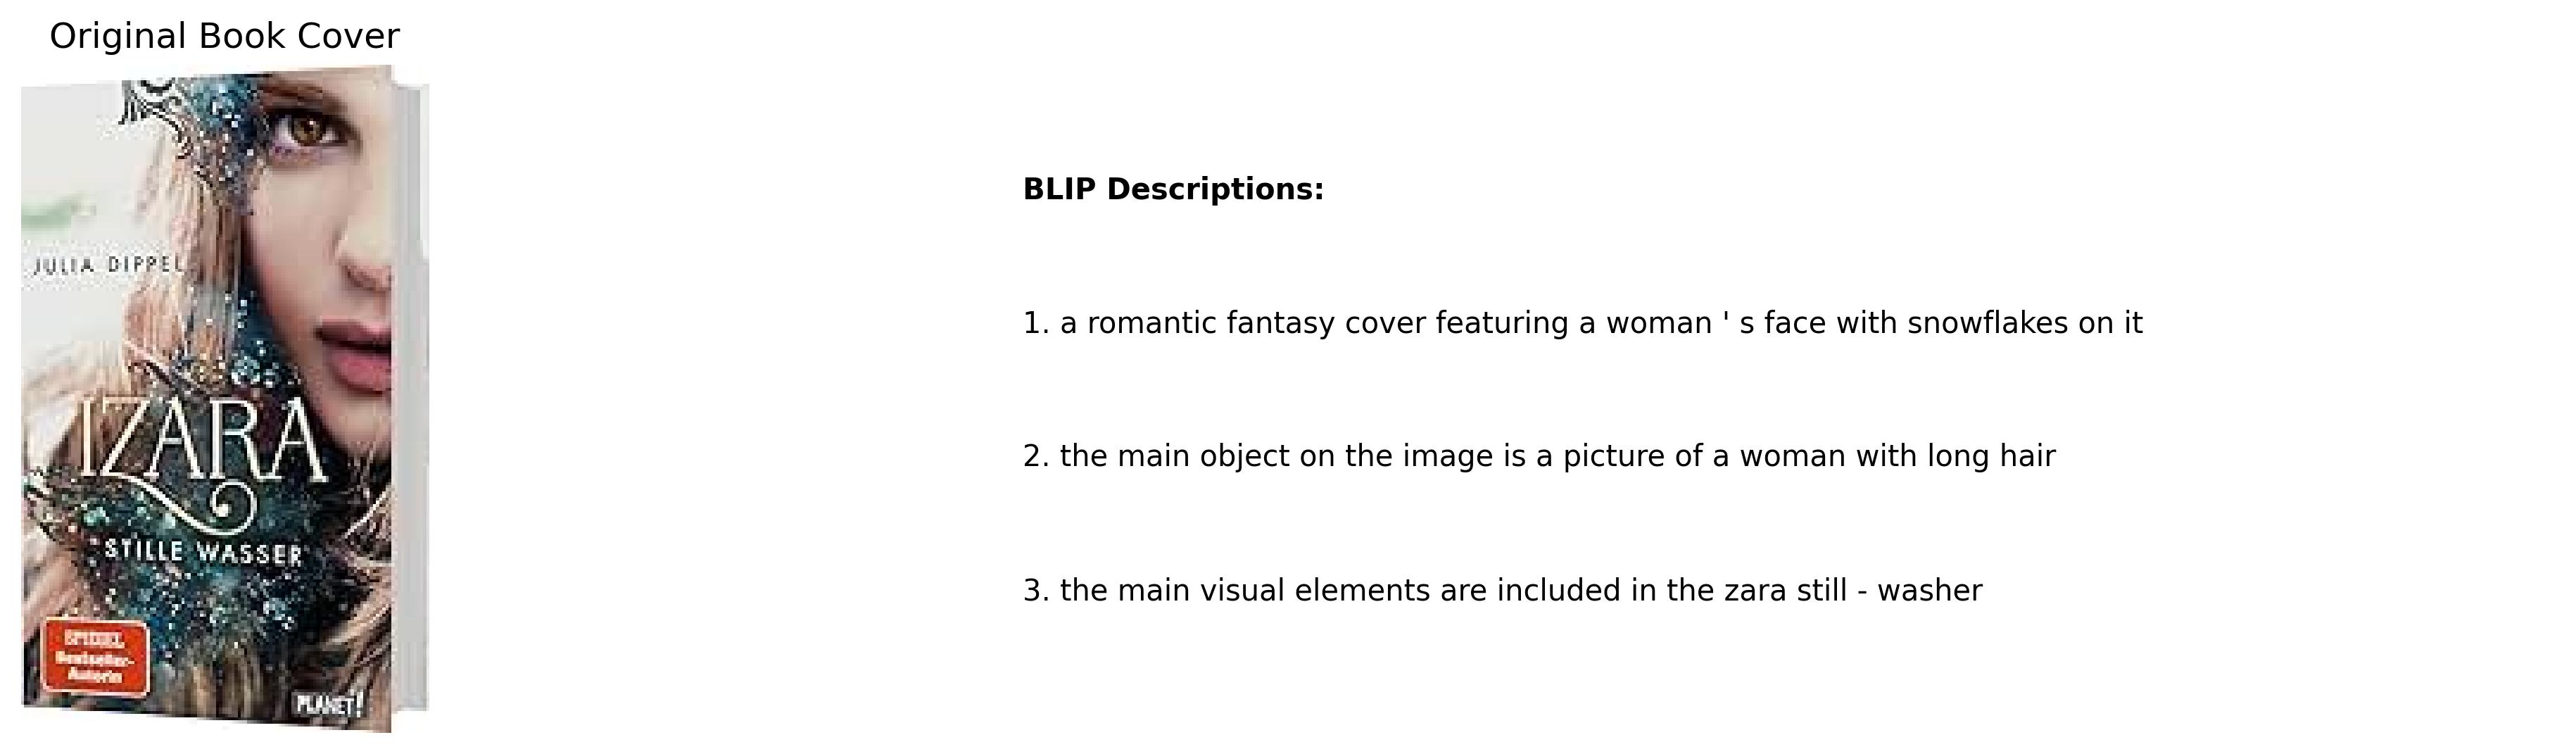 Original Book Cover
JULIA DIPPEL
IZARA
STILLE WASSER
SPIEGEL
Bestseller-
Autorin
PLANET!
BLIP Descriptions:
1. a romantic fantasy cover featuring a woman ' s face with snowflakes on it
2. the main object on the image is a picture of a woman with long hair
3. the main visual elements are included in the zara still - washer